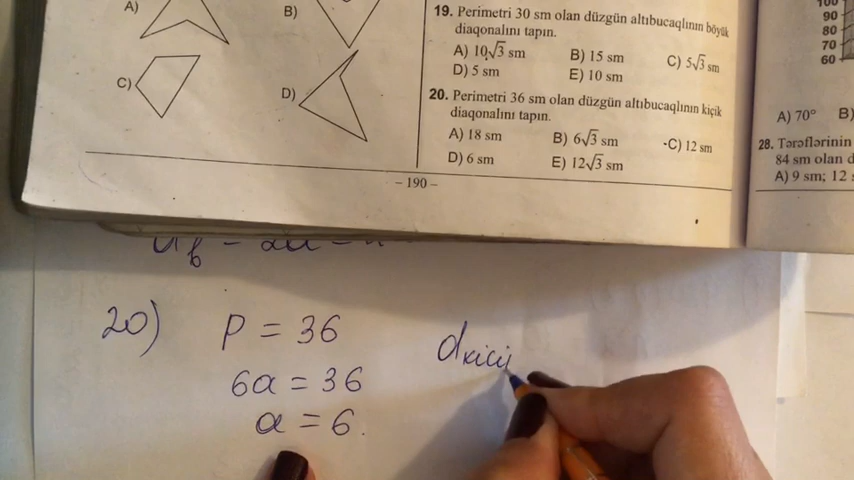 A)
B)
C)
D)
19. Perimetri 30 sm olan düzgün altıbucaqlının böyük
diaqonalını tapın.
A) 10√3 sm B) 15 sm C) 5√3 sm
D) 5 sm E) 10 sm
20. Perimetri 36 sm olan düzgün altıbucaqlının kiçik
diaqonalını tapın.
A) 18 sm B) 6√3 sm C) 12 sm
D) 6 sm E) 12√3 sm
– 190 –
100
90
80
70
60
A) 70° B)
28. Tərəflərinin
84 sm olan
A) 9 sm; 12
20) P = 36
6a = 36
a = 6.
dkiçi